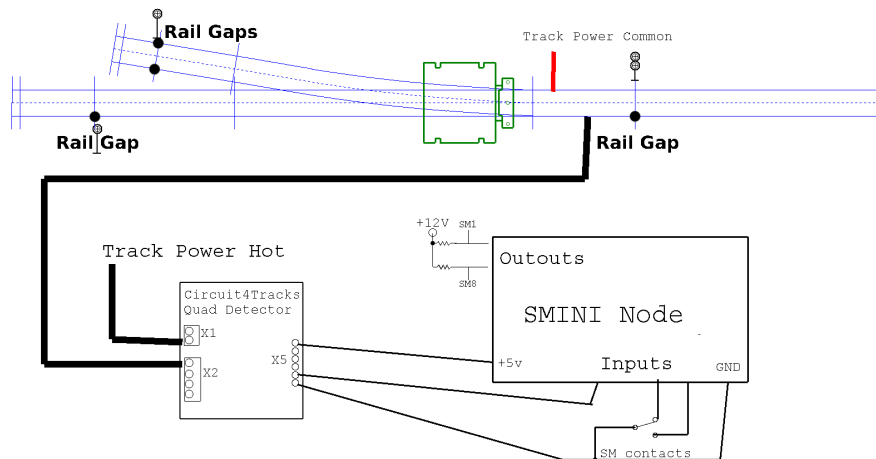 Rail Gaps
Track Power Common
Rail Gap
Rail Gap
+12V
SM1
SM8
Track Power Hot
Circuit4Tracks
Quad Detector
X1
X2
X5
Outouts
SMINI Node
+5v
Inputs
GND
SM contacts